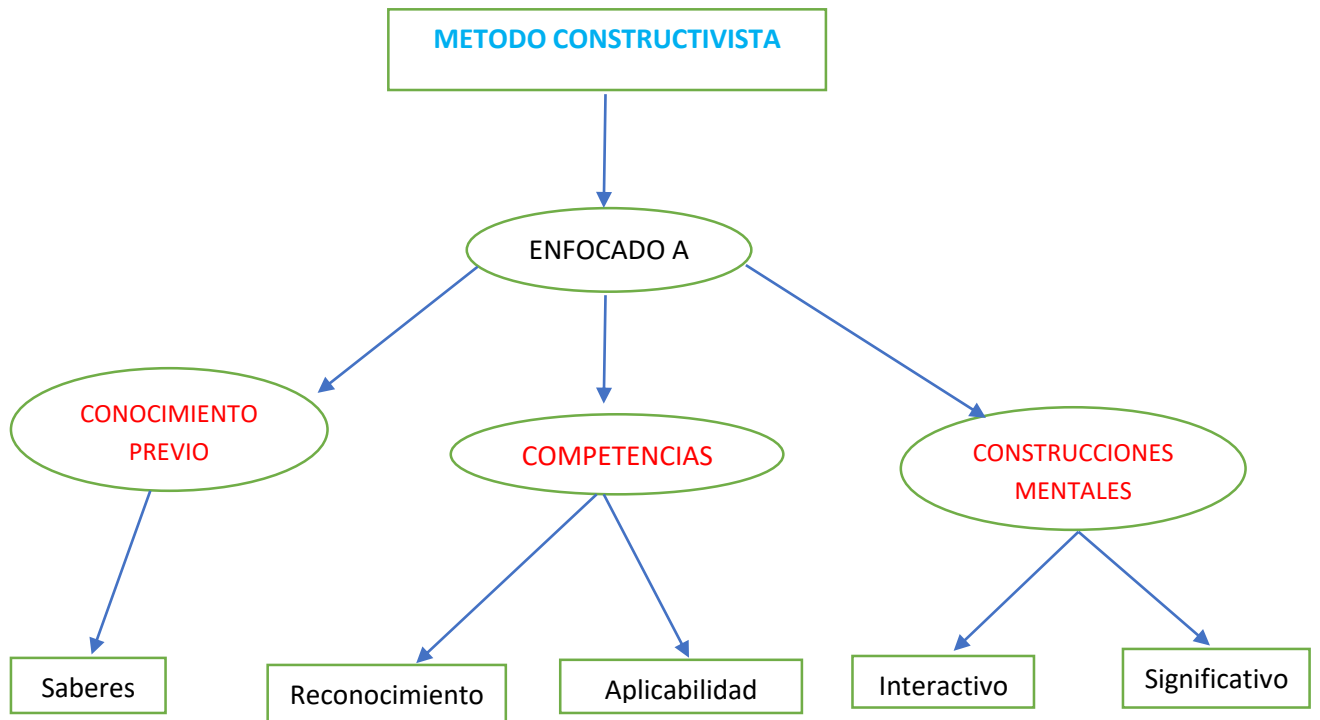 METODO CONSTRUCTIVISTA
ENFOCADO A
CONOCIMIENTO
PREVIO
COMPETENCIAS
CONSTRUCCIONES
MENTALES
Saberes
Reconocimiento
Aplicabilidad
Interactivo
Significativo